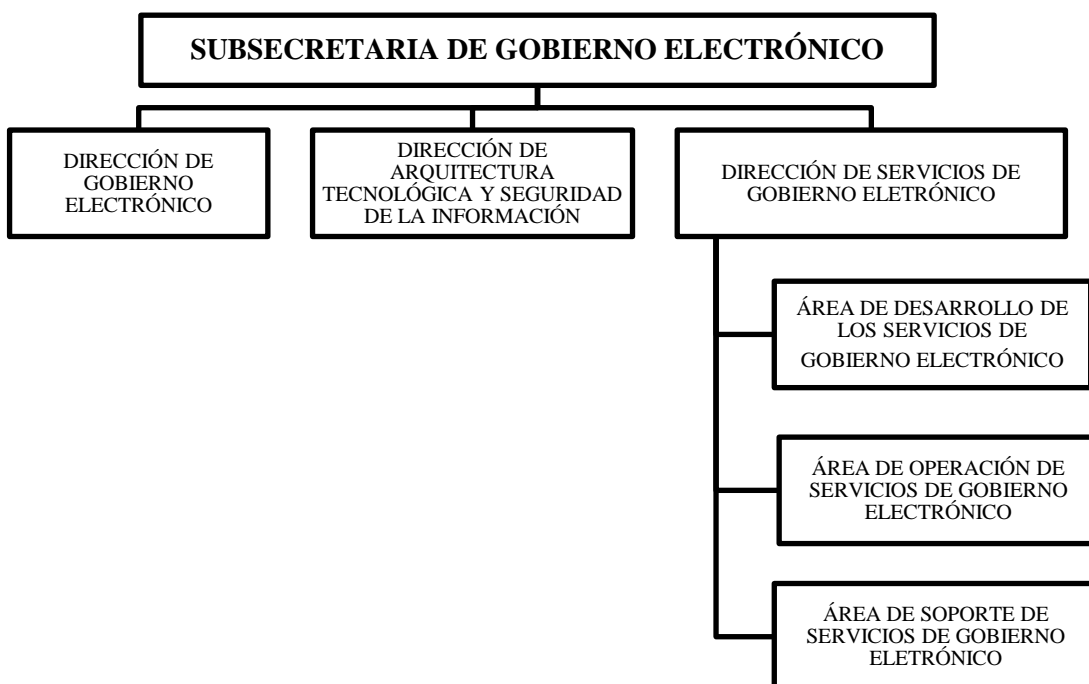 SUBSECRETARIA DE GOBIERNO ELECTRÓNICO
DIRECCIÓN DE
GOBIERNO
ELECTRÓNICO
DIRECCIÓN DE
ARQUITECTURA
TECNOLÓGICA Y SEGURIDAD
DE LA INFORMACIÓN
DIRECCIÓN DE SERVICIOS DE
GOBIERNO ELETRÓNICO
ÁREA DE DESARROLLO DE
LOS SERVICIOS DE
GOBIERNO ELECTRÓNICO
ÁREA DE OPERACIÓN DE
SERVICIOS DE GOBIERNO
ELECTRÓNICO
ÁREA DE SOPORTE DE
SERVICIOS DE GOBIERNO
ELETRÓNICO